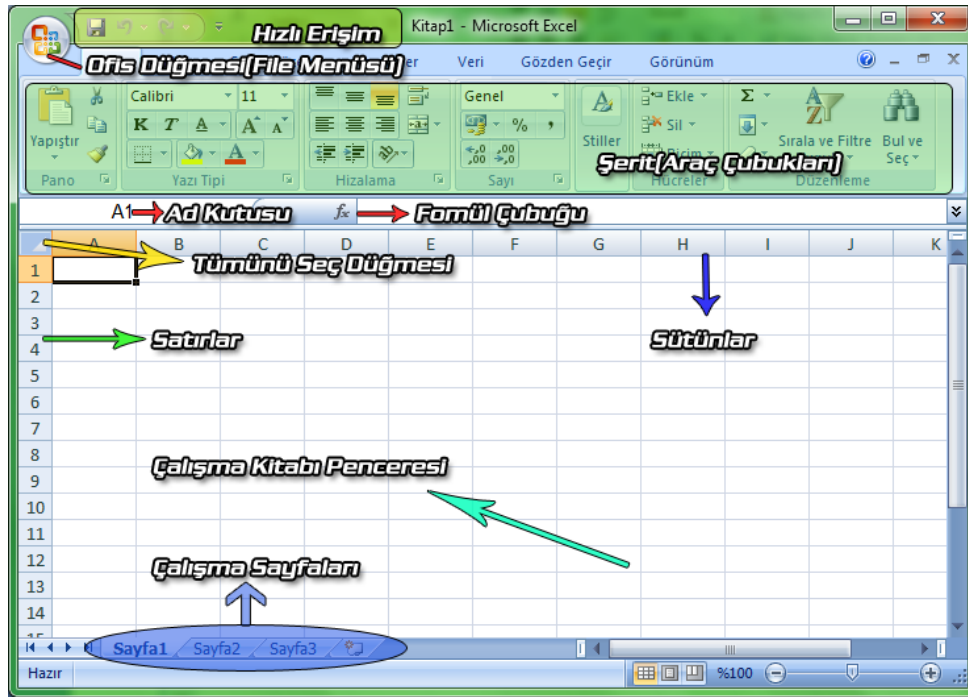 Kitap1 - Microsoft Excel
Hızlı Erişim
Ofis Düğmesi(File Menüsü)
Veri Gözden Geçir Görünüm
Calibri 11 Genel Ekle Σ
K T A A A % Sil
Yapıştır Stiller Biçim Sırala ve Filtre Bul ve Seç
Şerit(Araç Çubukları)
Pano Yazı Tipi Hizalama Sayı Hücreler Düzenleme
A1 Ad Kutusu fx Fomül Çubuğu
A B C D E F G H I J K
Tümünü Seç Düğmesi
1
2
3
Satırlar Sütünlar
4
5
6
7
8
Çalışma Kitabı Penceresi
9
10
11
12
Çalışma Sayfaları
13
14
15
Sayfa1 Sayfa2 Sayfa3
Hazır %100